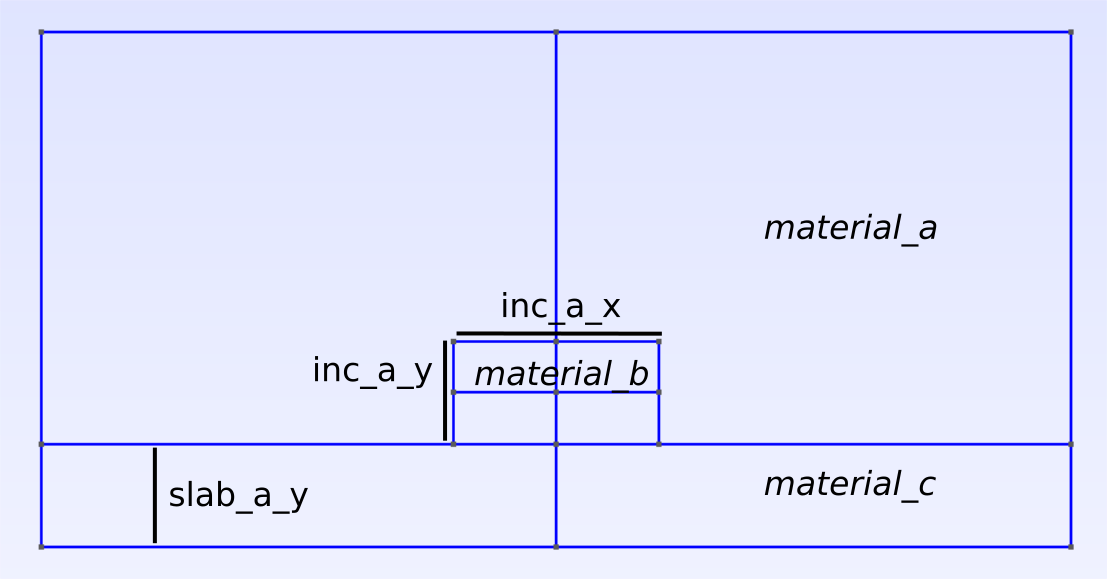 material_a
inc_a_x
inc_a_y
material_b
slab_a_y
material_c